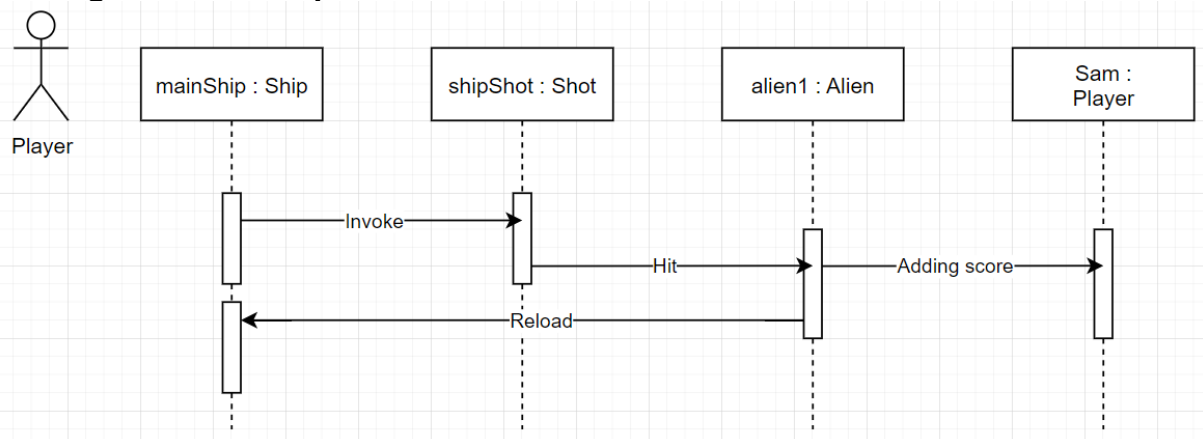 Player
mainShip : Ship
shipShot : Shot
alien1 : Alien
Sam :
Player
Invoke
Hit
Adding score
Reload